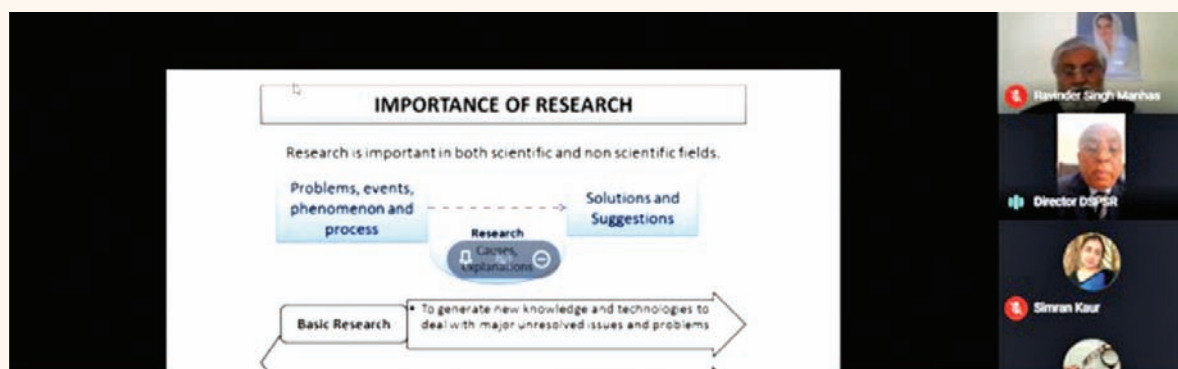 IMPORTANCE OF RESEARCH
Research is important in both scientific and non scientific fields.
Problems, events,
phenomenon and
process
Solutions and
Suggestions
Research
Causes,
explanations
Basic Research
• To generate new knowledge and technologies to
deal with major unresolved issues and problems
Ravinder Singh Manhas
Director DSPSR
Simran Kaur